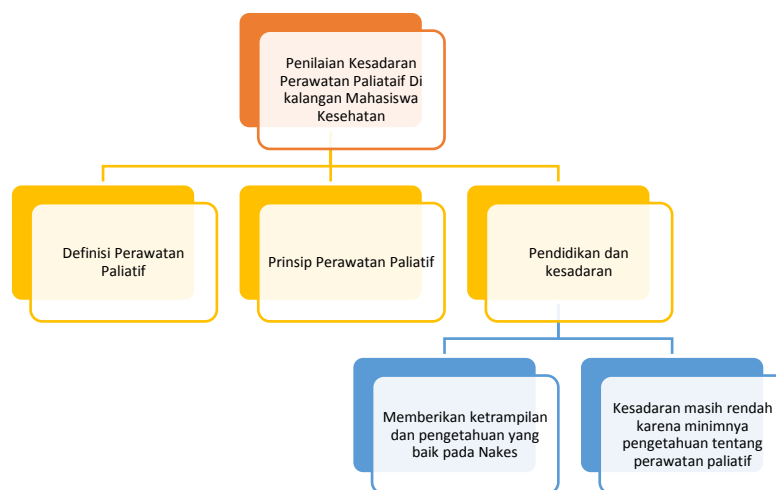 Penilaian Kesadaran
Perawatan Paliataif Di
kalangan Mahasiswa
Kesehatan
Definisi Perawatan
Paliatif
Prinsip Perawatan Paliatif
Pendidikan dan
kesadaran
Memberikan ketrampilan
dan pengetahuan yang
baik pada Nakes
Kesadaran masih rendah
karena minimnya
pengetahuan tentang
perawatan paliatif